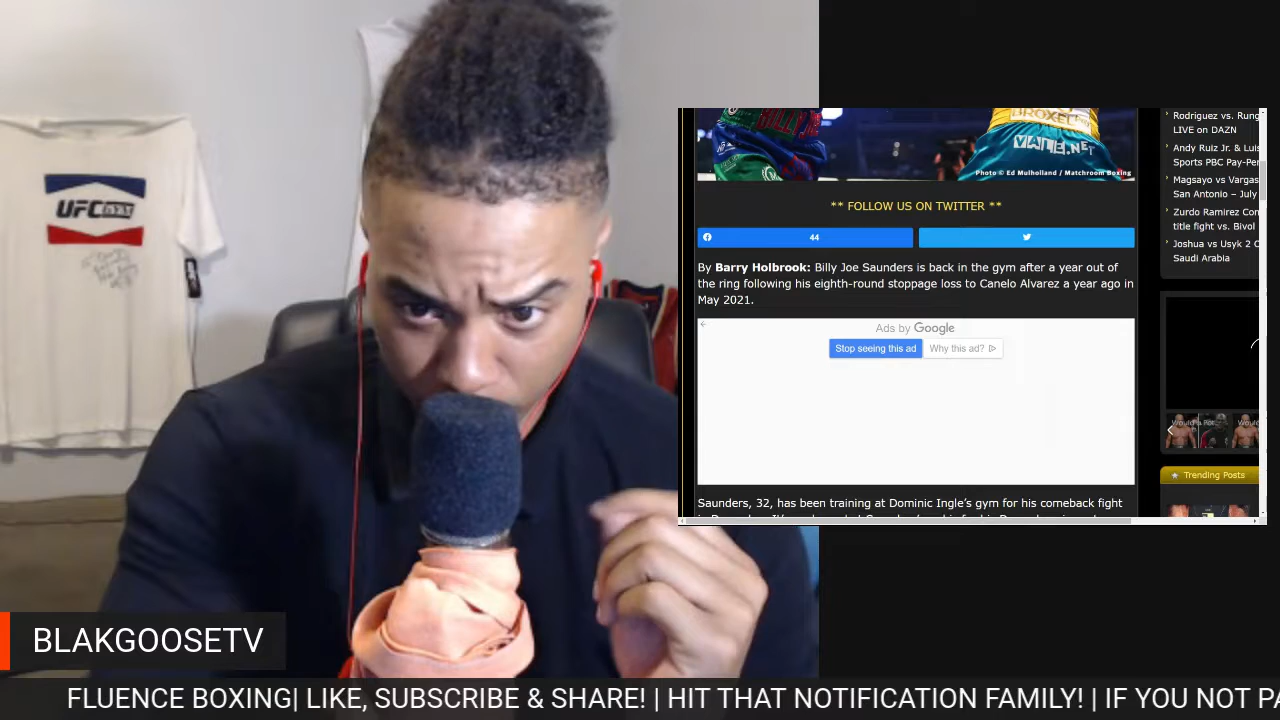 UFC
BILLY JOE
DROXEL
VALE.NET
Photo © Ed Mulholland / Matchroom Boxing
** FOLLOW US ON TWITTER **
44
By Barry Holbrook: Billy Joe Saunders is back in the gym after a year out of
the ring following his eighth-round stoppage loss to Canelo Alvarez a year ago in
May 2021.
Ads by Google
Stop seeing this ad Why this ad?
Saunders, 32, has been training at Dominic Ingle's gym for his comeback fight
Rodriguez vs. Rung
LIVE on DAZN
Andy Ruiz Jr. & Luis
Sports PBC Pay-Per
Magsayo vs Vargas
San Antonio – July
Zurdo Ramirez Con
title fight vs. Bivol
Joshua vs Usyk 2 C
Saudi Arabia
Trending Posts
BLAKGOOSETV
FLUENCE BOXING| LIKE, SUBSCRIBE & SHARE! | HIT THAT NOTIFICATION FAMILY! | IF YOU NOT PA